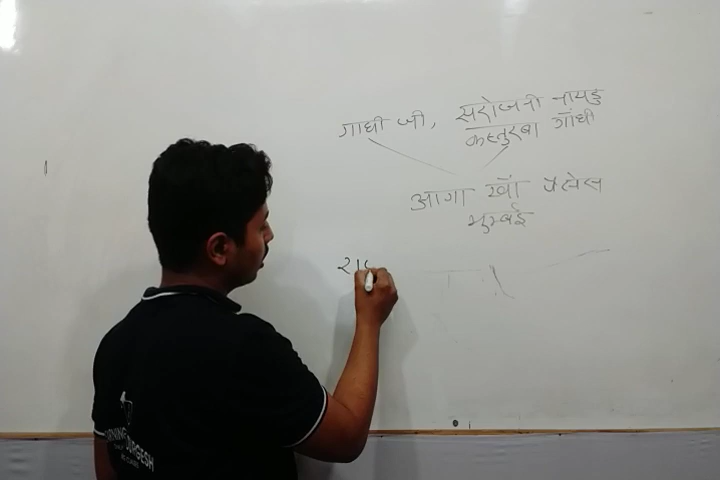 गाधी जी, सरोजनी नायडु
कस्तुरबा गाँधी
आगा खाँ पैलेस
मुम्बई
रा